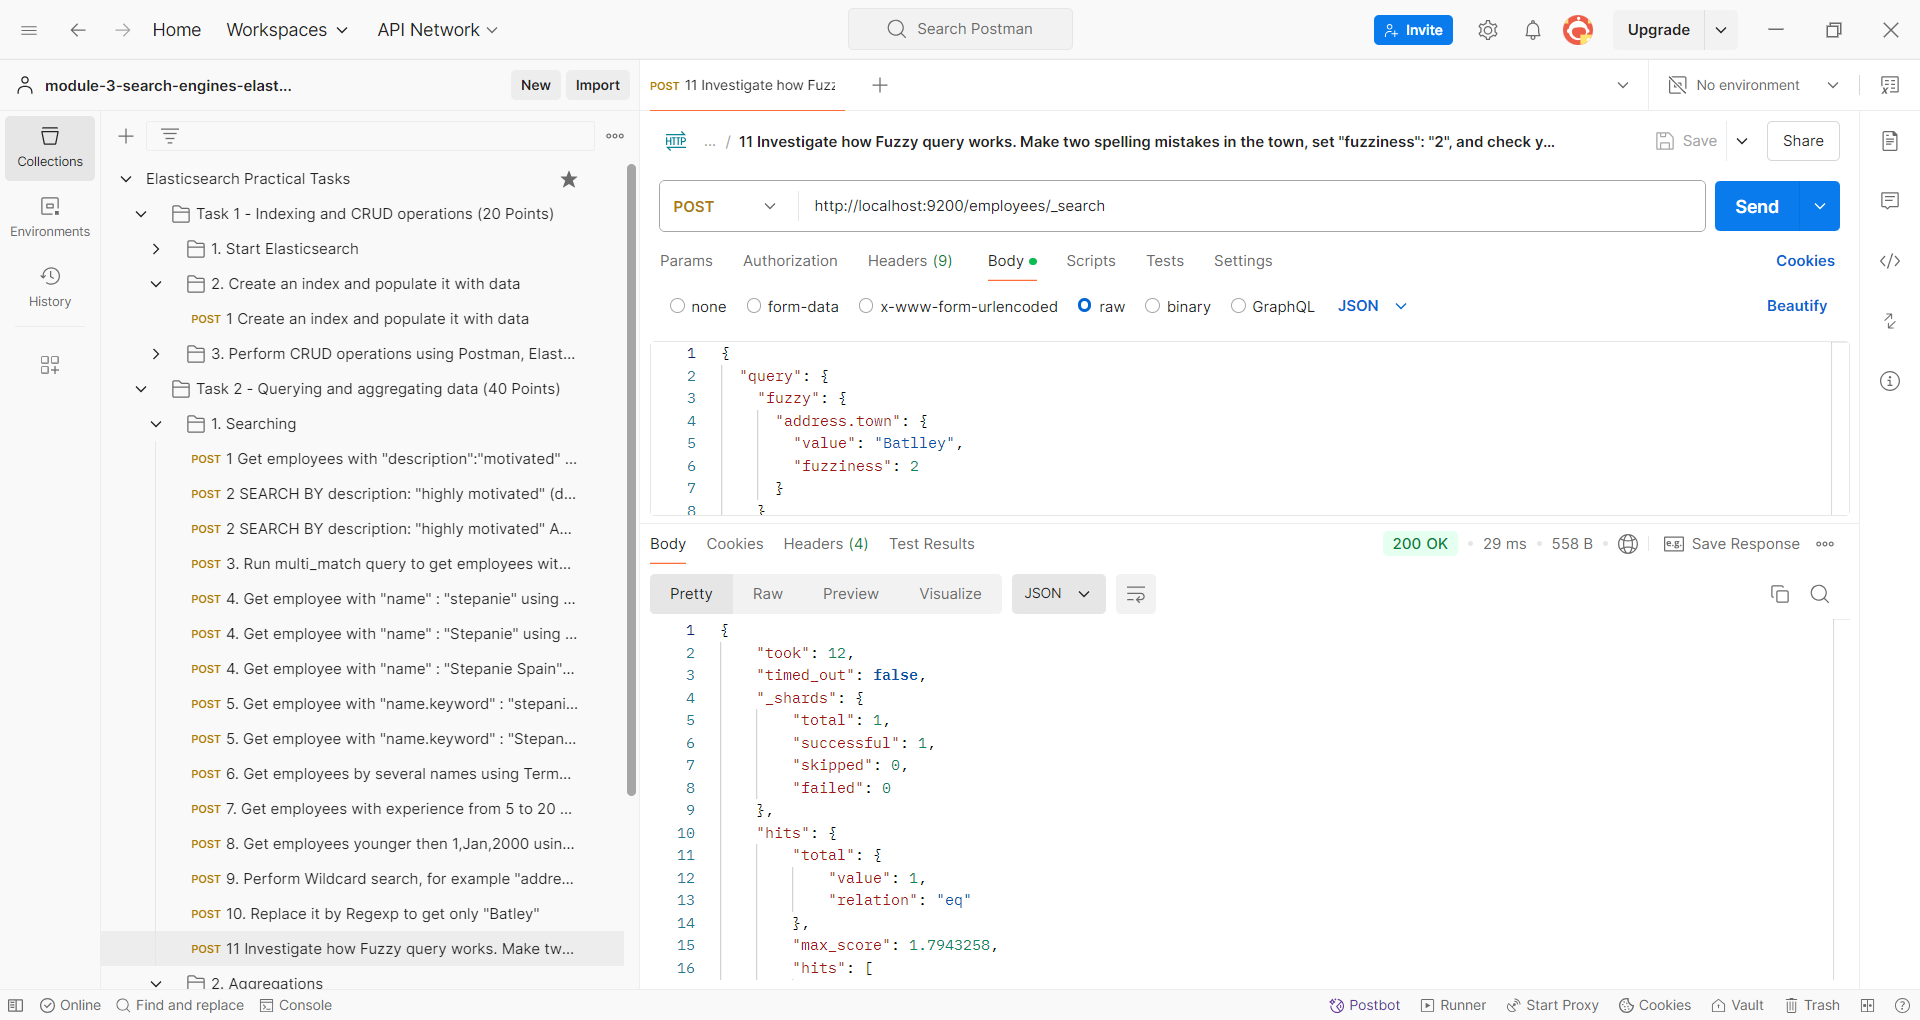 Home
Workspaces
API Network
Search Postman
Invite
Upgrade
module-3-search-engines-elast...
New
Import
POST 11 Investigate how Fuzz
No environment
Collections
Environments
History
Elasticsearch Practical Tasks
Task 1 - Indexing and CRUD operations (20 Points)
1. Start Elasticsearch
2. Create an index and populate it with data
POST 1 Create an index and populate it with data
3. Perform CRUD operations using Postman, Elast...
Task 2 - Querying and aggregating data (40 Points)
1. Searching
POST 1 Get employees with "description":"motivated" ...
POST 2 SEARCH BY description: "highly motivated" (d...
POST 2 SEARCH BY description: "highly motivated" A...
POST 3. Run multi_match query to get employees wit...
POST 4. Get employee with "name" : "stepanie" using ...
POST 4. Get employee with "name" : "Stepanie" using ...
POST 4. Get employee with "name" : "Stepanie Spain"...
POST 5. Get employee with "name.keyword" : "stepani...
POST 5. Get employee with "name.keyword" : "Stepan...
POST 6. Get employees by several names using Term...
POST 7. Get employees with experience from 5 to 20 ...
POST 8. Get employees younger then 1,Jan,2000 usin...
POST 9. Perform Wildcard search, for example "addre...
POST 10. Replace it by Regexp to get only "Batley"
POST 11 Investigate how Fuzzy query works. Make tw...
2. Aggregations
HTTP ... / 11 Investigate how Fuzzy query works. Make two spelling mistakes in the town, set "fuzziness": "2", and check y...
Save
Share
POST
http://localhost:9200/employees/_search
Send
Params
Authorization
Headers (9)
Body
Scripts
Tests
Settings
Cookies
none
form-data
x-www-form-urlencoded
raw
binary
GraphQL
JSON
Beautify
1 {
2 "query": {
3 "fuzzy": {
4 "address.town": {
5 "value": "Batlley",
6 "fuzziness": 2
7 }
8 }
Body
Cookies
Headers (4)
Test Results
200 OK
29 ms
558 B
e.g. Save Response
Pretty
Raw
Preview
Visualize
JSON
1 {
2 "took": 12,
3 "timed_out": false,
4 "_shards": {
5 "total": 1,
6 "successful": 1,
7 "skipped": 0,
8 "failed": 0
9 },
10 "hits": {
11 "total": {
12 "value": 1,
13 "relation": "eq"
14 },
15 "max_score": 1.7943258,
16 "hits": [
Online
Find and replace
Console
Postbot
Runner
Start Proxy
Cookies
Vault
Trash